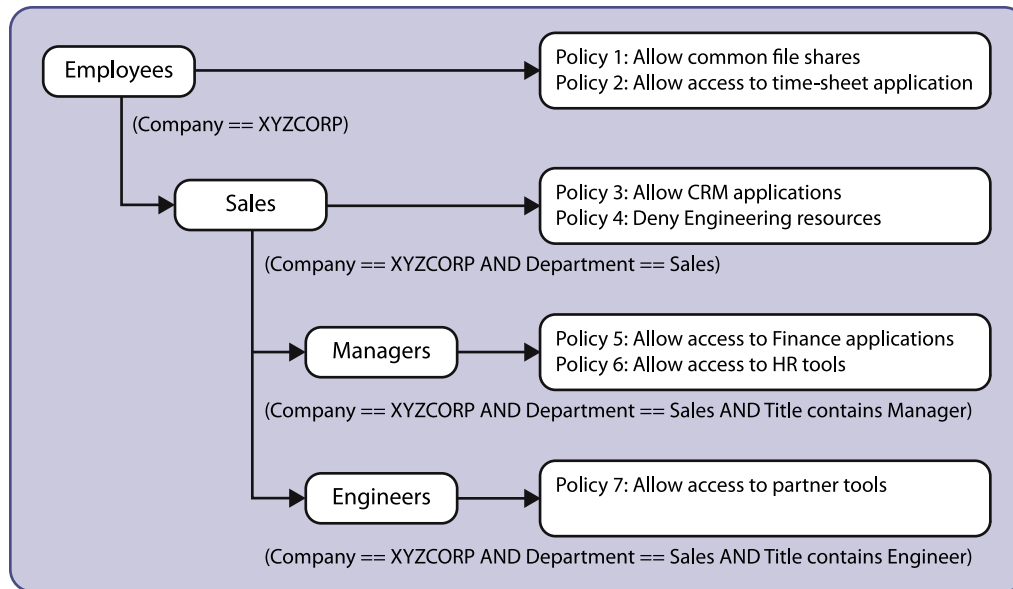 Employees
Policy 1: Allow common file shares
Policy 2: Allow access to time-sheet application
(Company == XYZCORP)
Sales
Policy 3: Allow CRM applications
Policy 4: Deny Engineering resources
(Company == XYZCORP AND Department == Sales)
Managers
Policy 5: Allow access to Finance applications
Policy 6: Allow access to HR tools
(Company == XYZCORP AND Department == Sales AND Title contains Manager)
Engineers
Policy 7: Allow access to partner tools
(Company == XYZCORP AND Department == Sales AND Title contains Engineer)